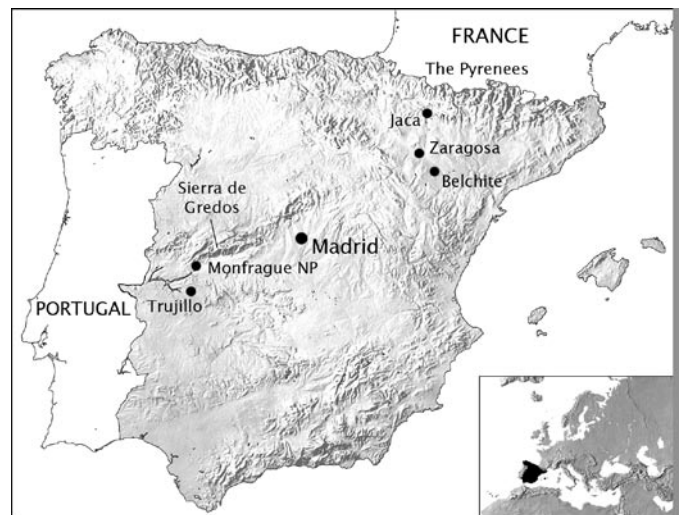 FRANCE
The Pyrenees
Jaca
Zaragosa
Belchite
Sierra de
Gredos
Madrid
Monfrague NP
PORTUGAL
Trujillo